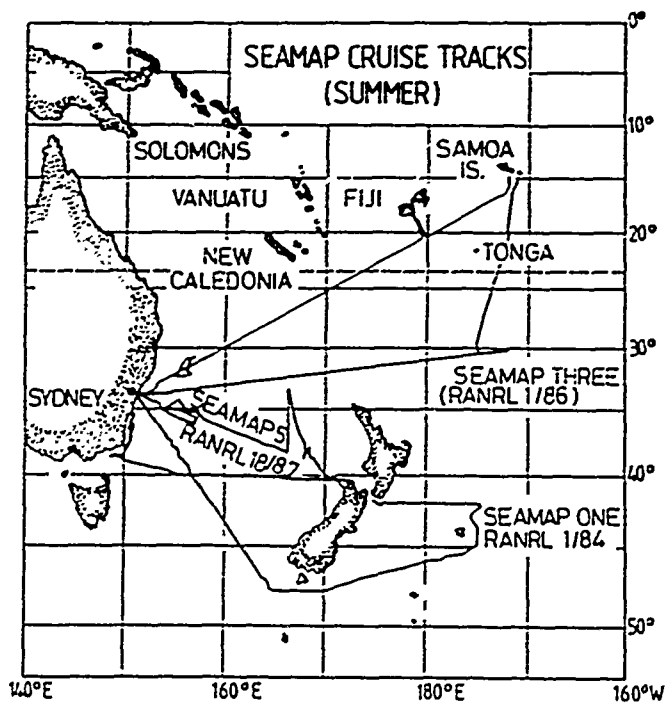 0°
SEAMAP CRUISE TRACKS
(SUMMER)
10°
SOLOMONS
SAMOA
IS.
VANUATU
FIJI
20°
NEW
CALEDONIA
TONGA
30°
SEAMAP THREE
(RANRL 1/86)
SYDNEY
SEAMAPS
RANRL 18/87
40°
SEAMAP ONE
RANRL 1/84
50°
140°E
160°E
180°E
160°W